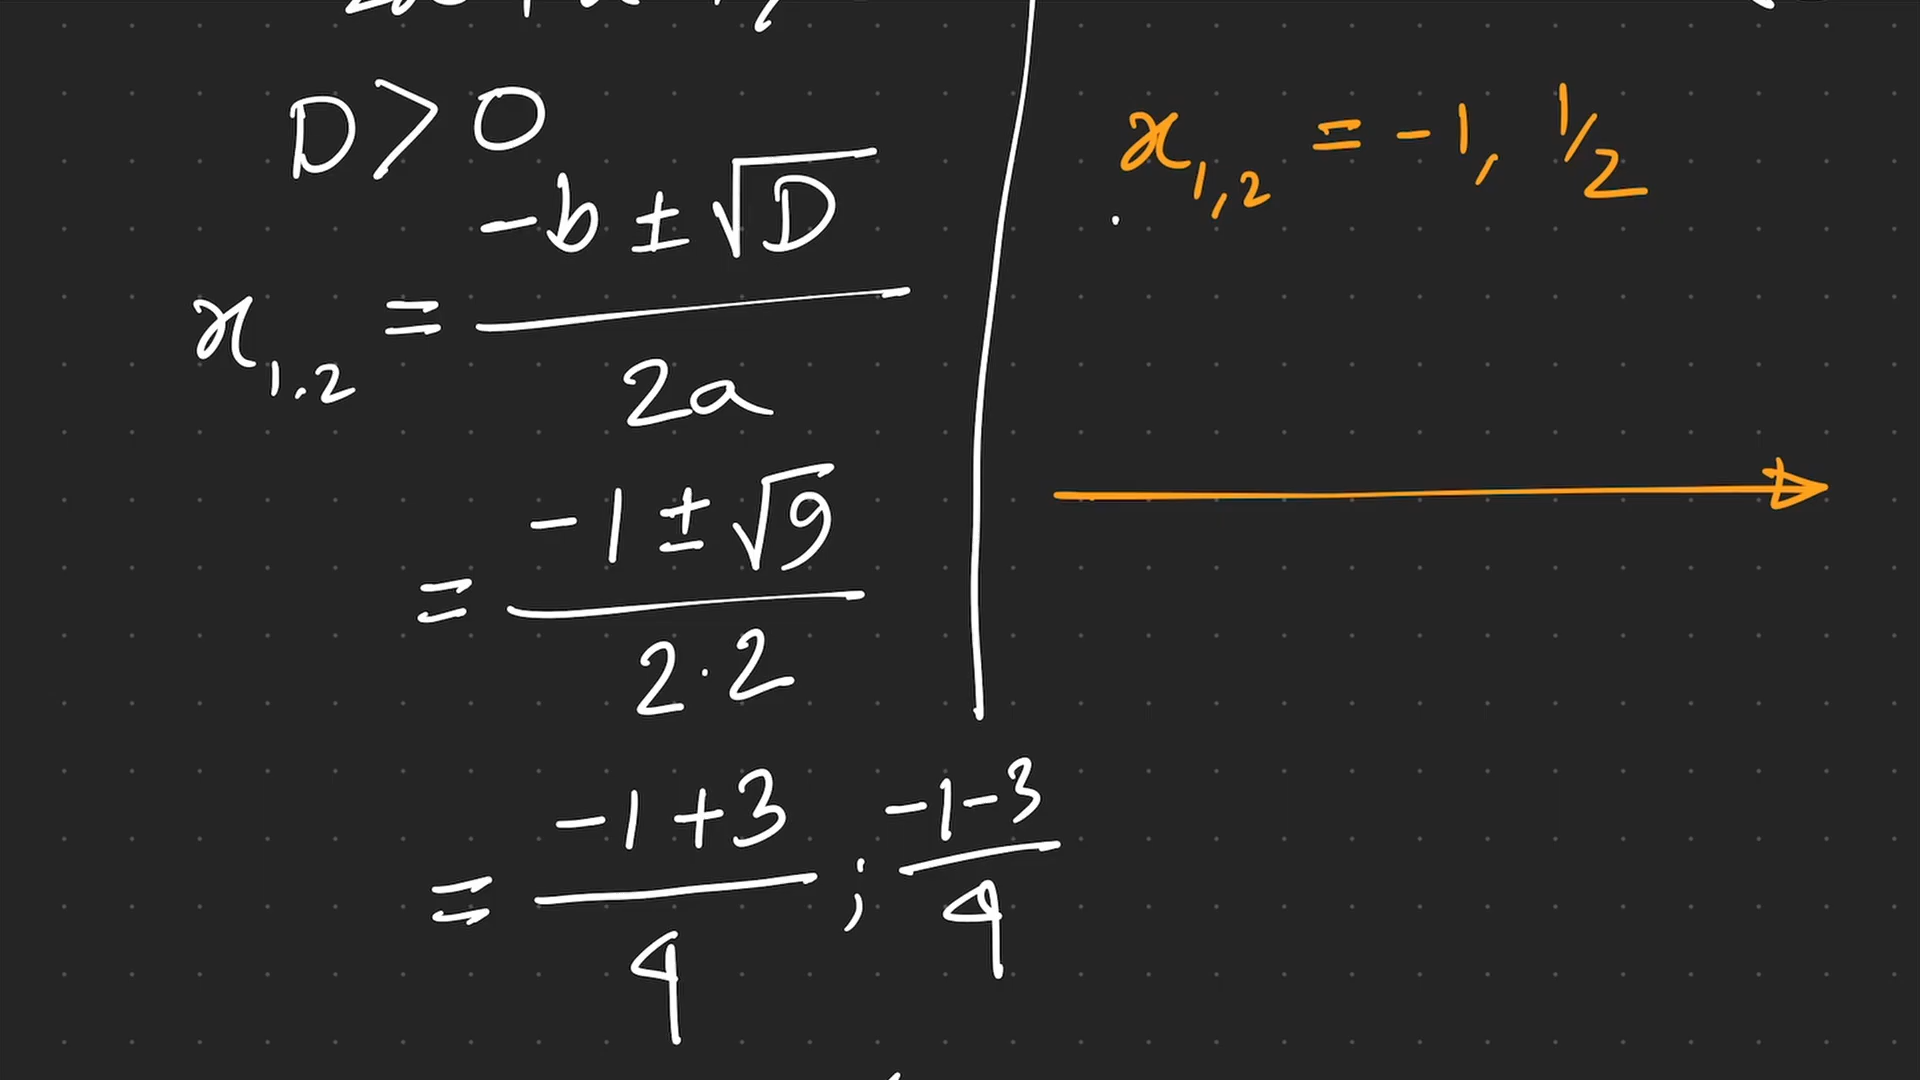 D > 0
x₁.₂ = (-b ± √D) / 2a
= (-1 ± √9) / 2·2
= (-1+3) / 4 ; (-1-3) / 4
x₁,₂ = -1, 1/2